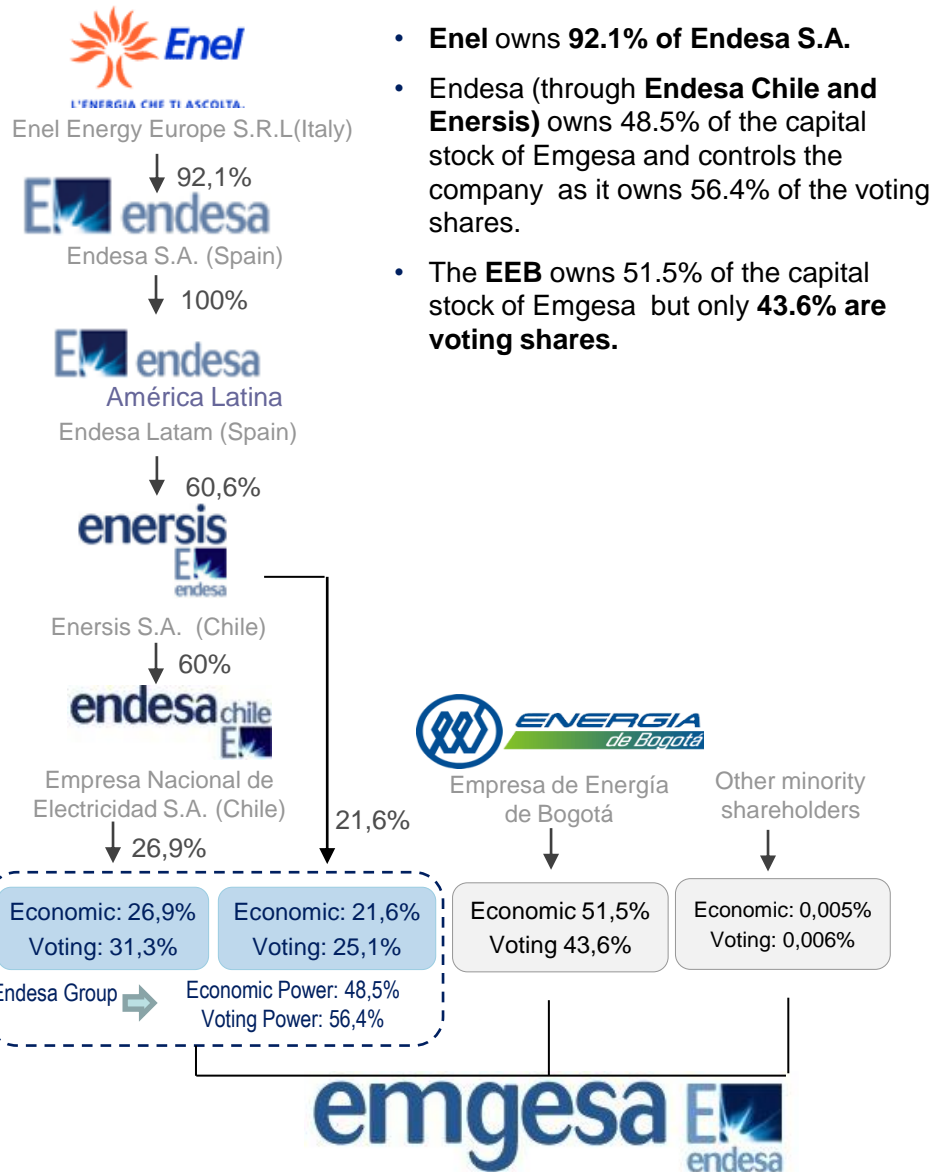 Enel
L'ENERGIA CHE TI ASCOLTA.
Enel Energy Europe S.R.L(Italy)
92,1%
endesa
Endesa S.A. (Spain)
100%
endesa
América Latina
Endesa Latam (Spain)
60,6%
enersis
endesa
Enersis S.A. (Chile)
60%
endesa chile
Empresa Nacional de
Electricidad S.A. (Chile)
26,9%
21,6%
• Enel owns 92.1% of Endesa S.A.
• Endesa (through Endesa Chile and
Enersis) owns 48.5% of the capital
stock of Emgesa and controls the
company as it owns 56.4% of the voting
shares.
• The EEB owns 51.5% of the capital
stock of Emgesa but only 43.6% are
voting shares.
ENERGIA
de Bogotá
Empresa de Energía
de Bogotá
Other minority
shareholders
Economic: 26,9%
Voting: 31,3%
Economic: 21,6%
Voting: 25,1%
Economic 51,5%
Voting 43,6%
Economic: 0,005%
Voting: 0,006%
Endesa Group
Economic Power: 48,5%
Voting Power: 56,4%
emgesa
endesa